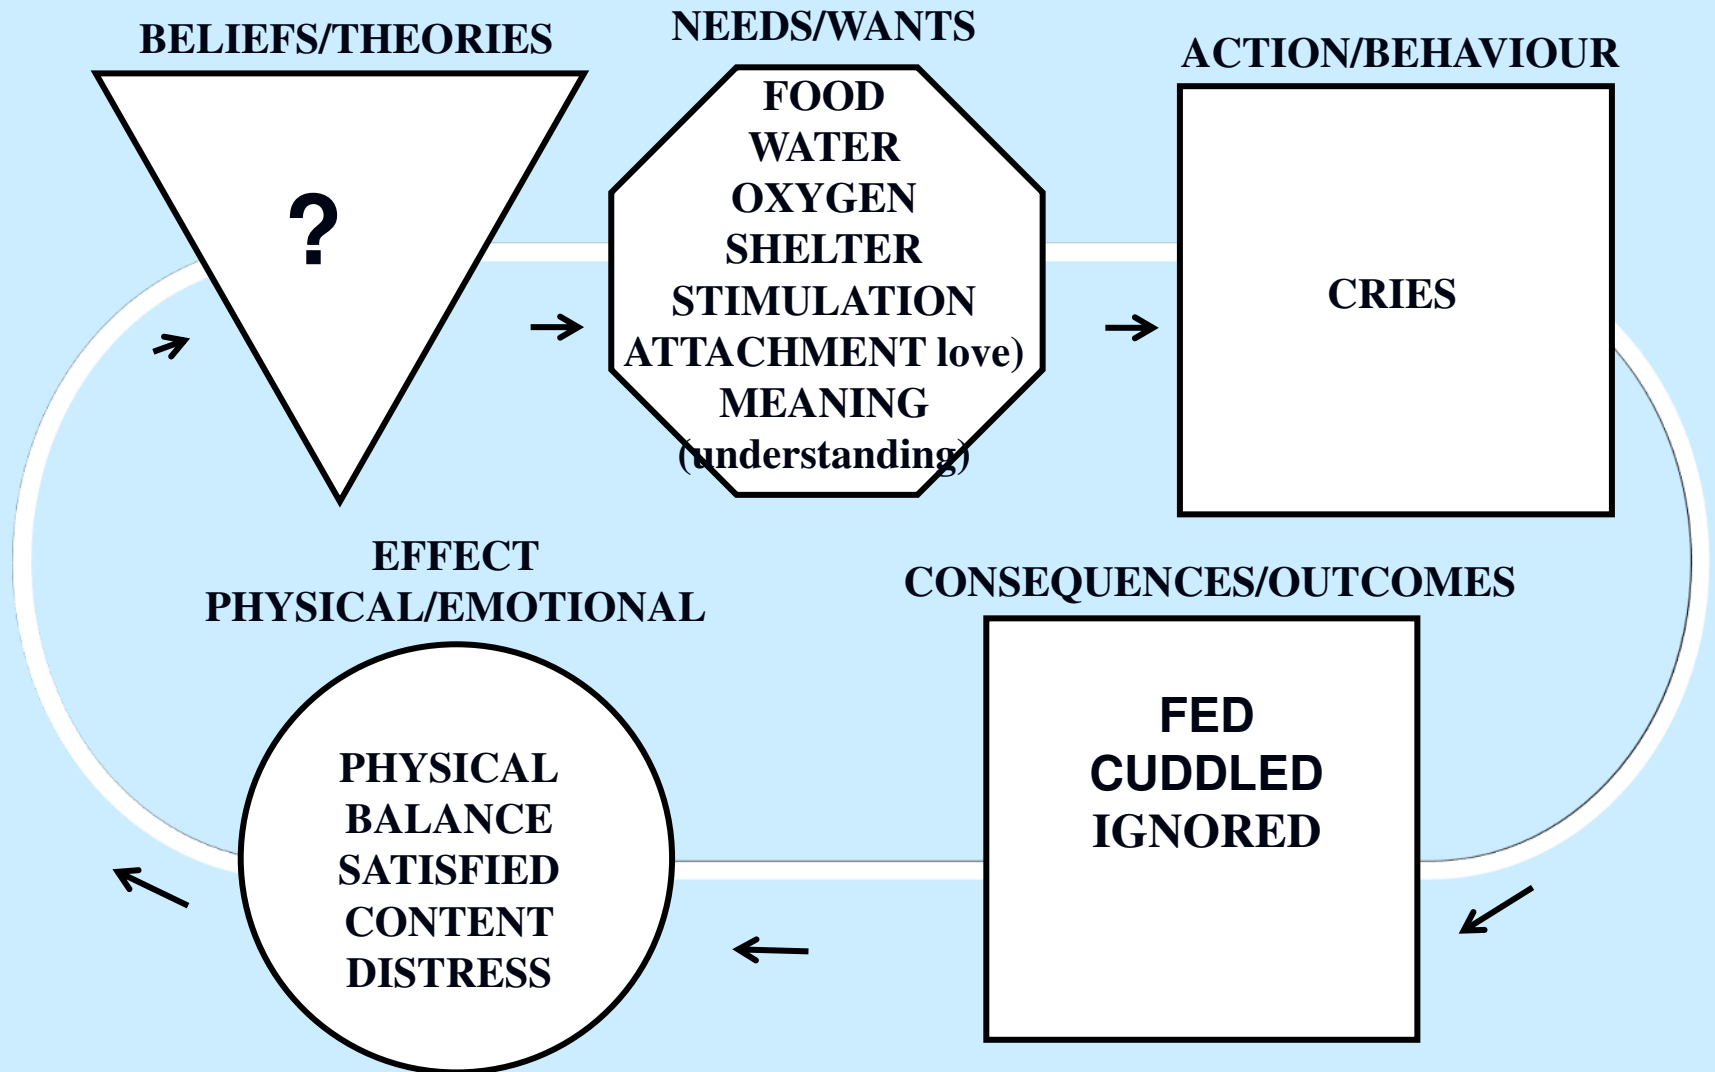 BELIEFS/THEORIES
?
NEEDS/WANTS
FOOD
WATER
OXYGEN
SHELTER
STIMULATION
ATTACHMENT love)
MEANING
(understanding)
ACTION/BEHAVIOUR
CRIES
CONSEQUENCES/OUTCOMES
FED
CUDDLED
IGNORED
EFFECT
PHYSICAL/EMOTIONAL
PHYSICAL
BALANCE
SATISFIED
CONTENT
DISTRESS